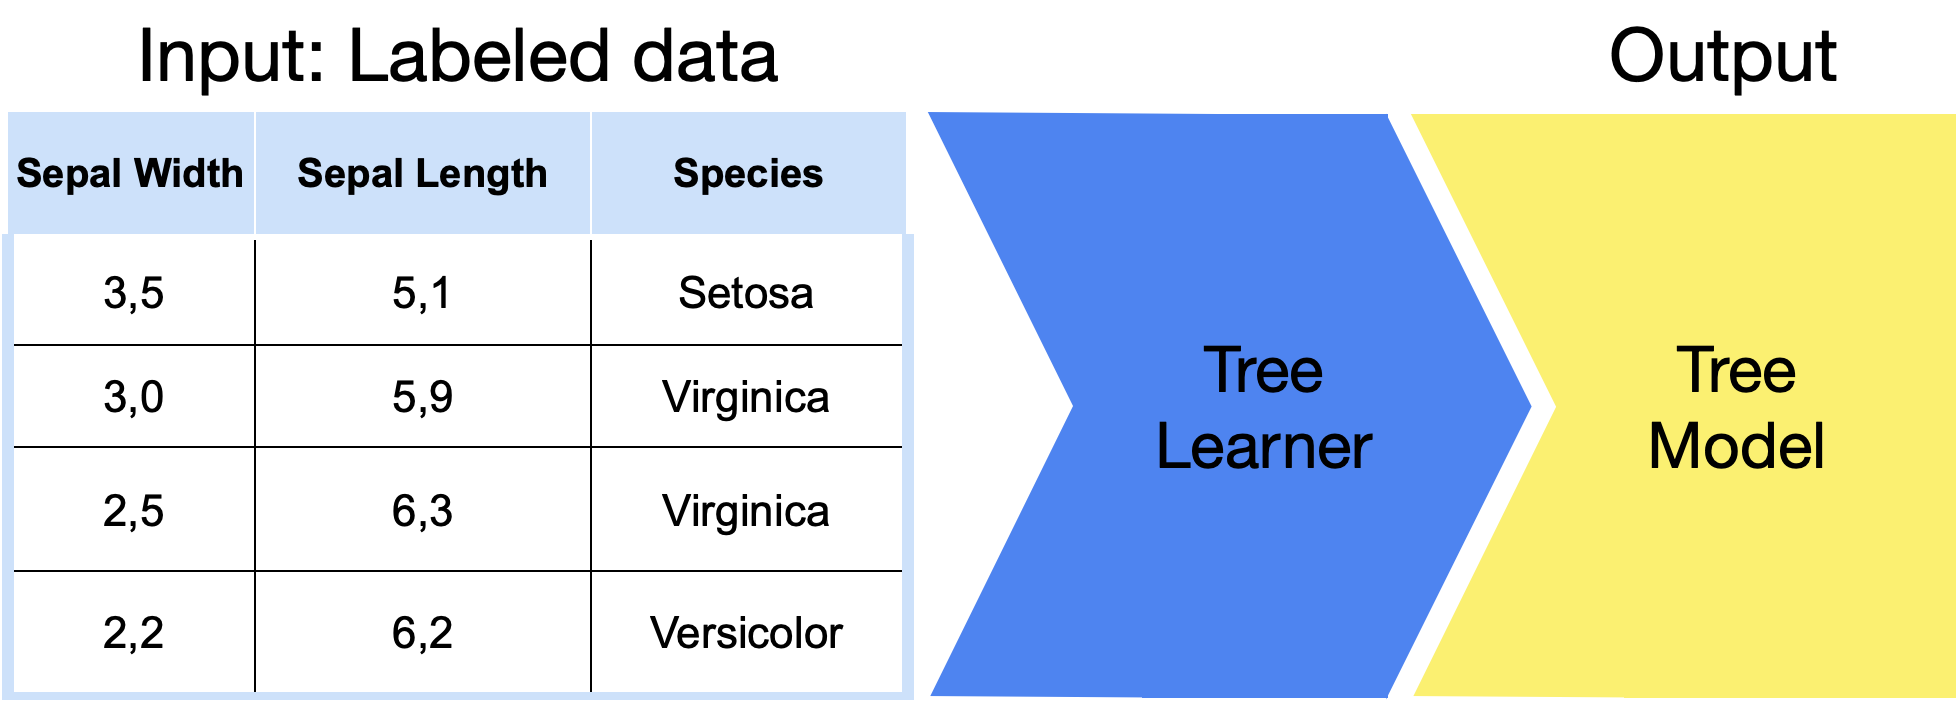 Input: Labeled data
Output
Sepal Width Sepal Length Species
3,5 5,1 Setosa
3,0 5,9 Virginica
2,5 6,3 Virginica
2,2 6,2 Versicolor
Tree
Learner
Tree
Model